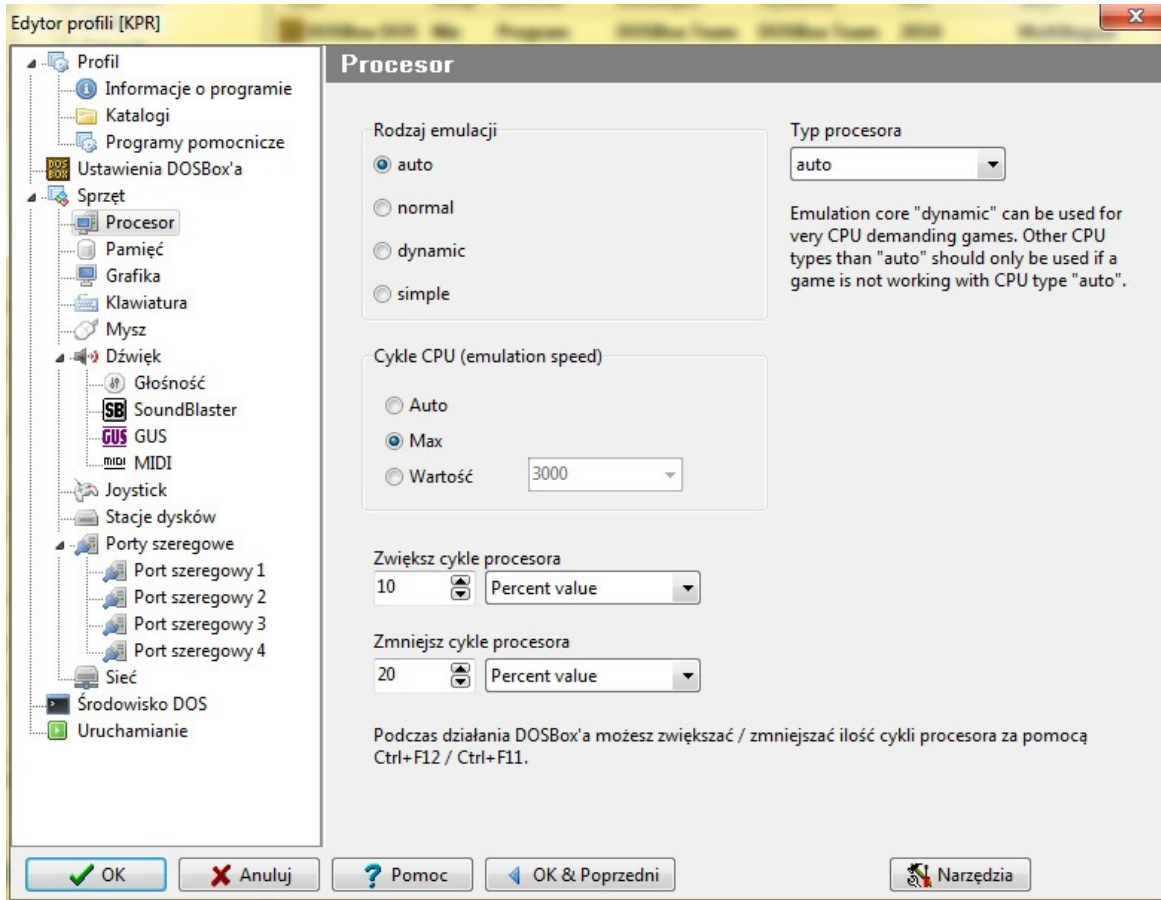 Edytor profili [KPR]
Profil
Informacje o programie
Katalogi
Programy pomocnicze
Ustawienia DOSBox'a
Sprzęt
Procesor
Pamięć
Grafika
Klawiatura
Mysz
Dźwięk
Głośność
SB SoundBlaster
GUS GUS
MIDI MIDI
Joystick
Stacje dysków
Porty szeregowe
Port szeregowy 1
Port szeregowy 2
Port szeregowy 3
Port szeregowy 4
Sieć
Środowisko DOS
Uruchamianie
Procesor
Rodzaj emulacji
auto
normal
dynamic
simple
Typ procesora
auto
Emulation core "dynamic" can be used for
very CPU demanding games. Other CPU
types than "auto" should only be used if a
game is not working with CPU type "auto".
Cykle CPU (emulation speed)
Auto
Max
Wartość 3000
Zwiększ cykle procesora
10 Percent value
Zmniejsz cykle procesora
20 Percent value
Podczas działania DOSBox'a możesz zwiększać / zmniejszać ilość cykli procesora za pomocą
Ctrl+F12 / Ctrl+F11.
OK Anuluj Pomoc OK & Poprzedni Narzędzia